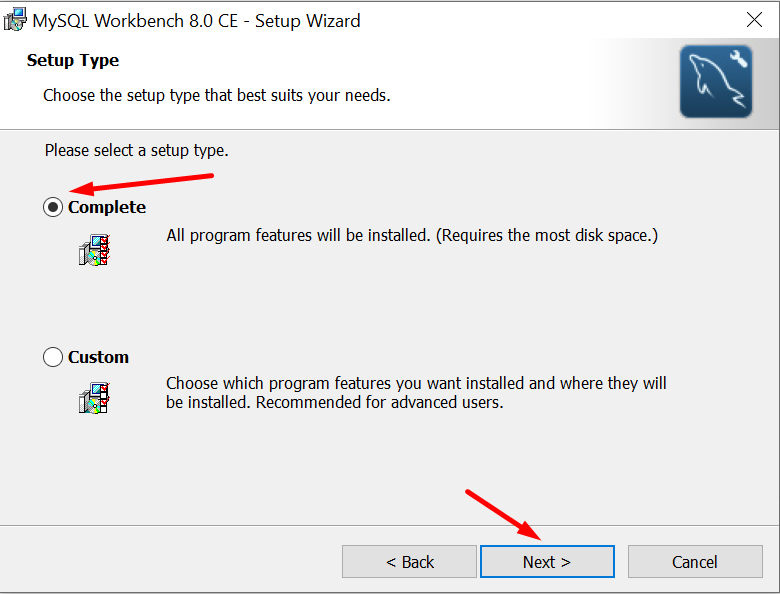 MySQL Workbench 8.0 CE - Setup Wizard
Setup Type
Choose the setup type that best suits your needs.
Please select a setup type.
Complete
All program features will be installed. (Requires the most disk space.)
Custom
Choose which program features you want installed and where they will
be installed. Recommended for advanced users.
< Back
Next >
Cancel